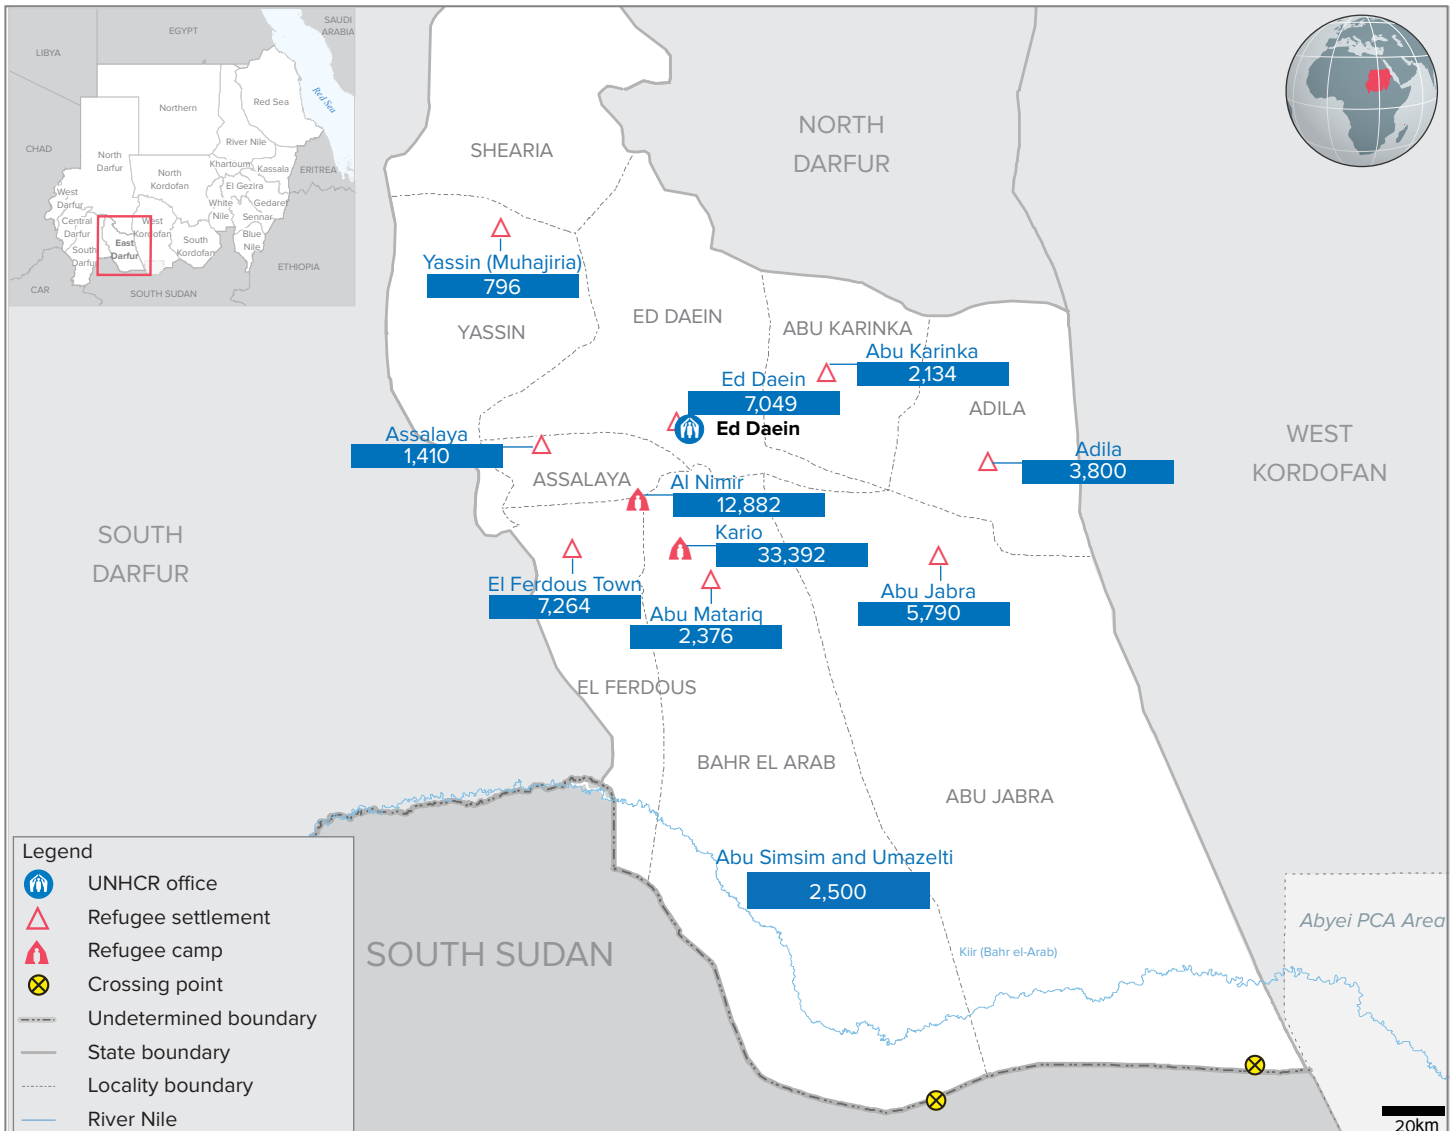 SAUDI
ARABIA
EGYPT
LIBYA
Red Sea
Northern
Red Sea
CHAD
River Nile
North
Darfur
Khartoum
Kassala
ERITREA
North
Kordofan
El Gezira
West
Darfur
White
Nile
Gedaref
Sennar
Central
Darfur
West
Kordofan
South
Kordofan
Blue
Nile
East
Darfur
South
Darfur
ETHIOPIA
CAR
SOUTH SUDAN
NORTH
DARFUR
SHEARIA
Yassin (Muhajiria)
796
YASSIN
ED DAEIN
ABU KARINKA
Abu Karinka
2,134
Ed Daein
7,049
Ed Daein
ADILA
Assalaya
1,410
Adila
3,800
WEST
KORDOFAN
ASSALAYA
Al Nimir
12,882
Kario
33,392
SOUTH
DARFUR
El Ferdous Town
7,264
Abu Matariq
2,376
Abu Jabra
5,790
EL FERDOUS
BAHR EL ARAB
ABU JABRA
Abu Simsim and Umazelti
2,500
SOUTH SUDAN
Kiir (Bahr el-Arab)
Abyei PCA Area
Legend
UNHCR office
Refugee settlement
Refugee camp
Crossing point
Undetermined boundary
State boundary
Locality boundary
River Nile
20km